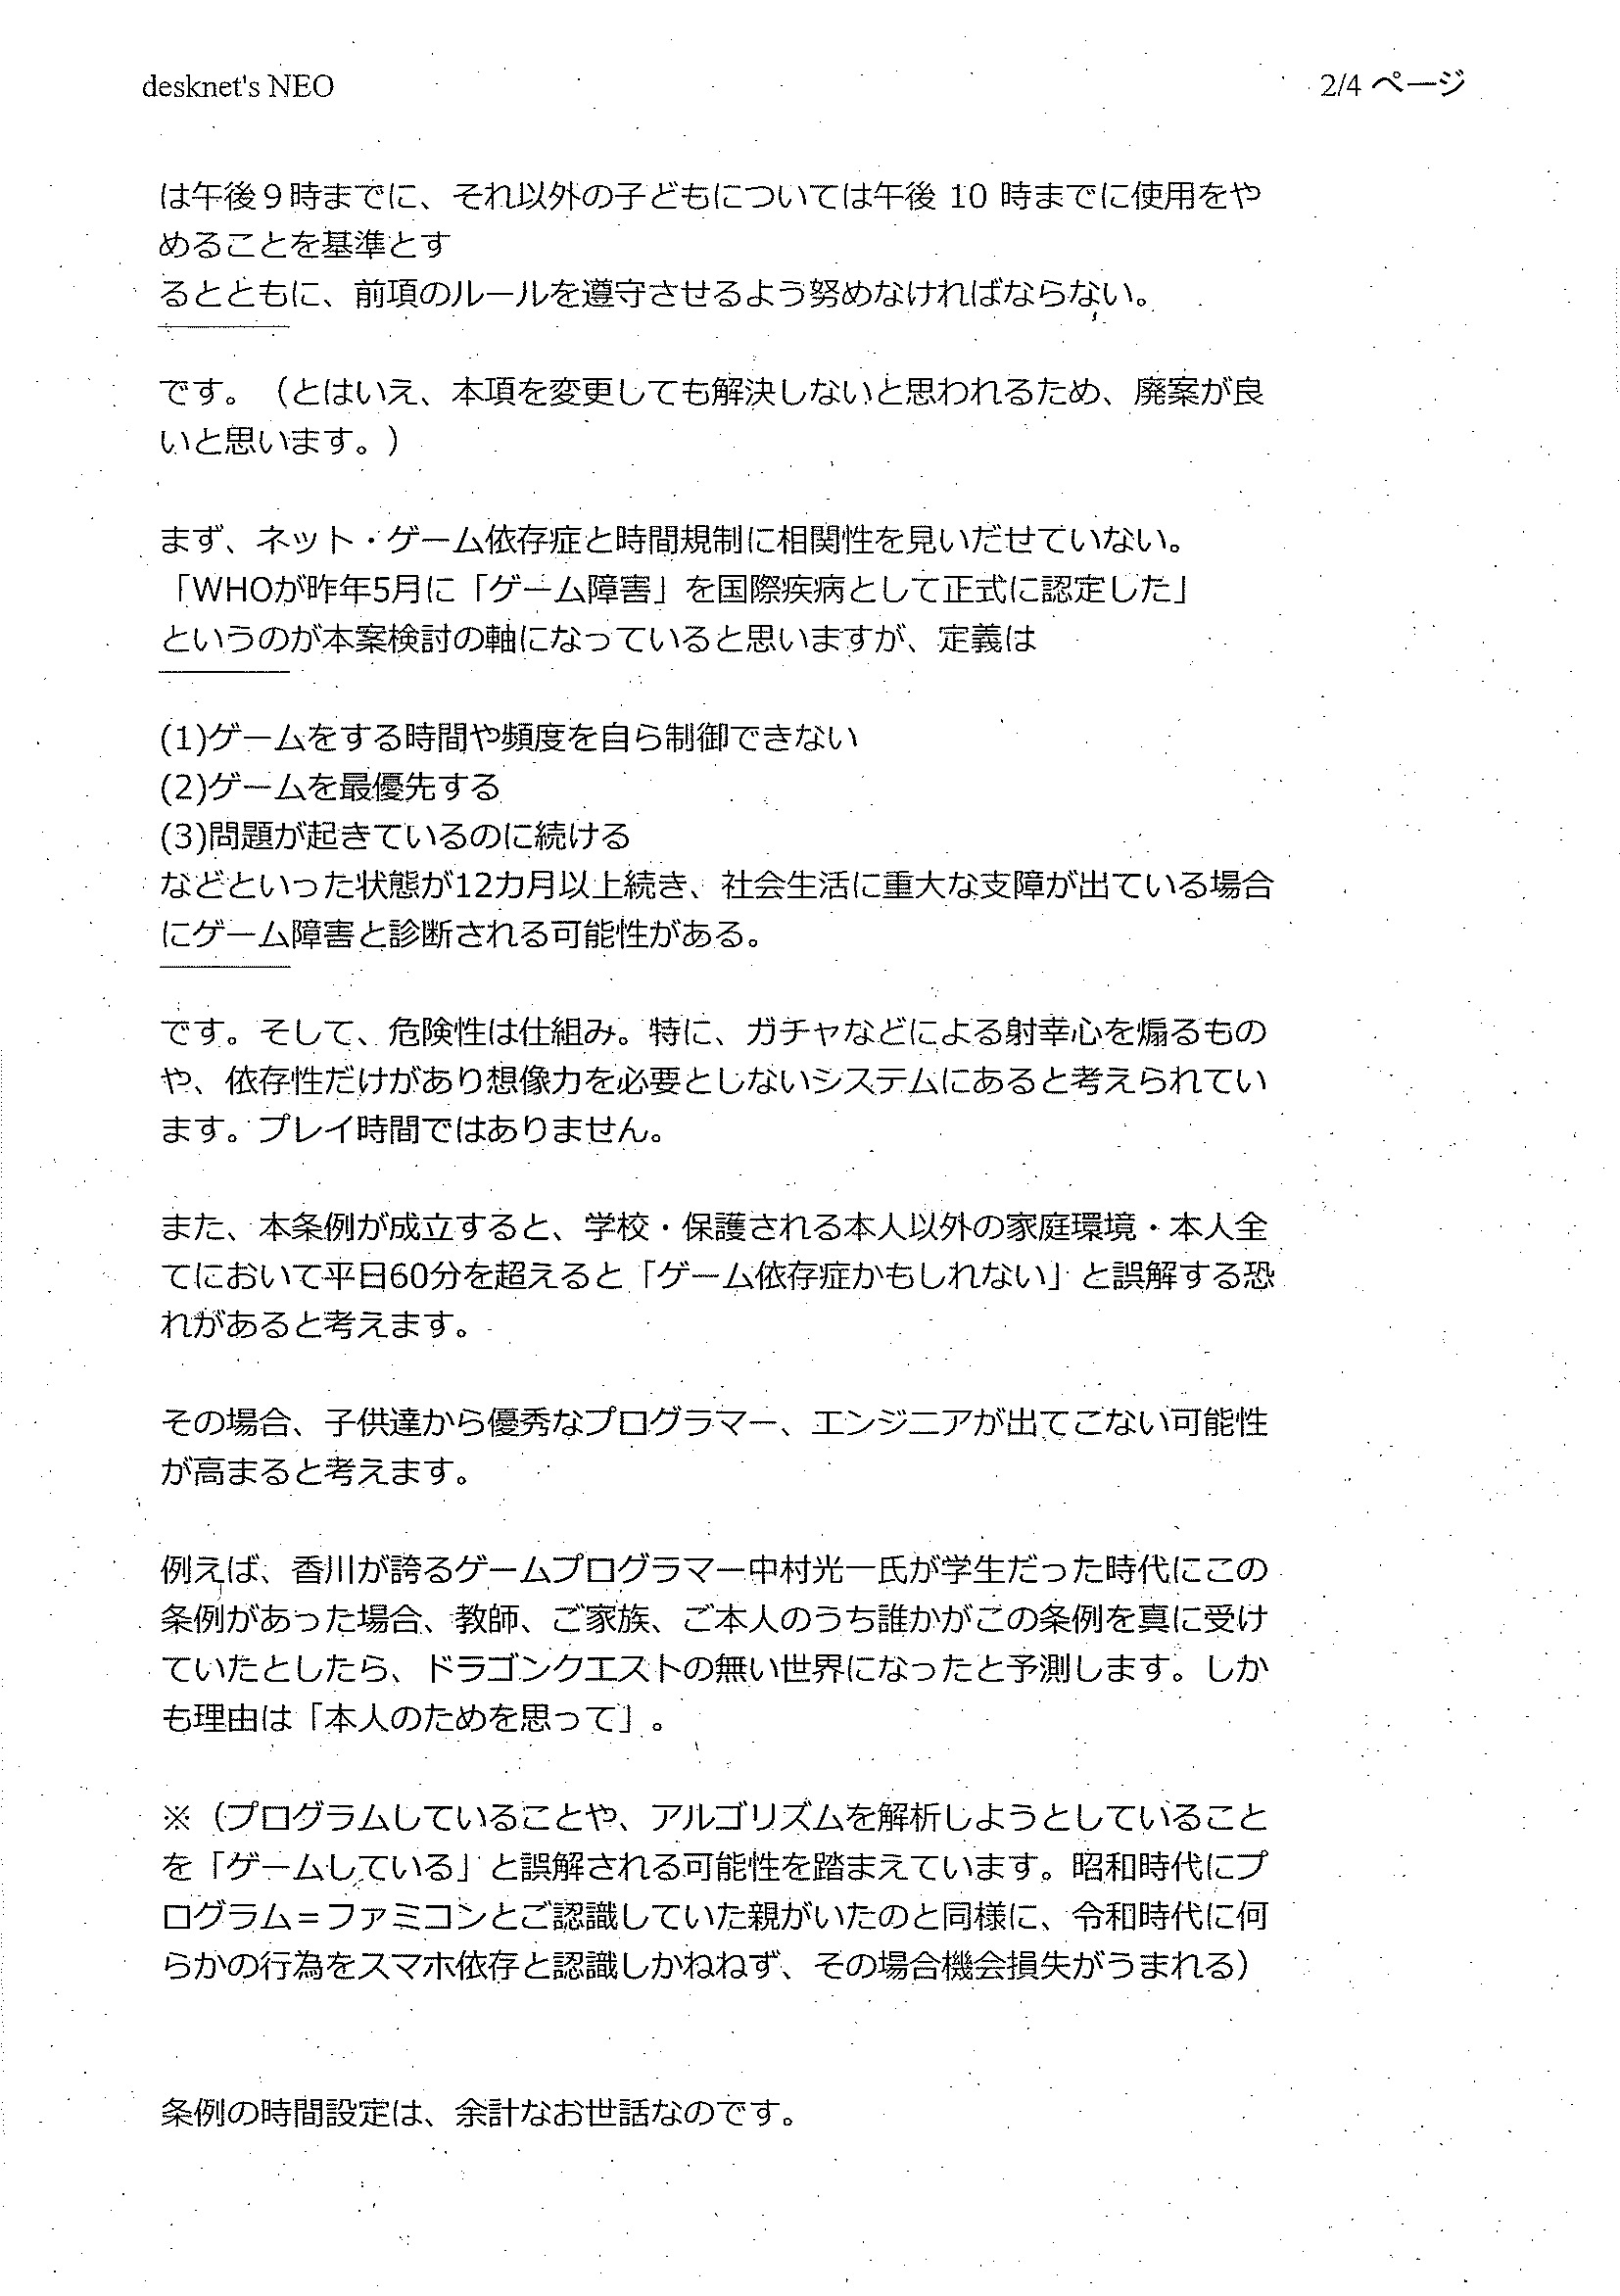 desknet's NEO
2/4 ページ
は午後9時までに、それ以外の子どもについては午後 10 時までに使用をや
めることを基準とす
るとともに、前項のルールを遵守させるよう努めなければならない。
です。（とはいえ、本項を変更しても解決しないと思われるため、廃案が良
いと思います。）
まず、ネット・ゲーム依存症と時間規制に相関性を見いだせていない。
「WHOが昨年5月に「ゲーム障害」を国際疾病として正式に認定した」
というのが本案検討の軸になっていると思いますが、定義は
(1)ゲームをする時間や頻度を自ら制御できない
(2)ゲームを最優先する
(3)問題が起きているのに続ける
などといった状態が12カ月以上続き、社会生活に重大な支障が出ている場合
にゲーム障害と診断される可能性がある。
です。そして、危険性は仕組み。特に、ガチャなどによる射幸心を煽るもの
や、依存性だけがあり想像力を必要としないシステムにあると考えられてい
ます。プレイ時間ではありません。
また、本条例が成立すると、学校・保護される本人以外の家庭環境・本人全
てにおいて平日60分を超えると「ゲーム依存症かもしれない」と誤解する恐
れがあると考えます。
その場合、子供達から優秀なプログラマー、エンジニアが出てこない可能性
が高まると考えます。
例えば、香川が誇るゲームプログラマー中村光一氏が学生だった時代にこの
条例があった場合、教師、ご家族、ご本人のうち誰かがこの条例を真に受け
ていたとしたら、ドラゴンクエストの無い世界になったと予測します。しか
も理由は「本人のためを思って」。
※（プログラムしていることや、アルゴリズムを解析しようとしていること
を「ゲームしている」と誤解される可能性を踏まえています。昭和時代にプ
ログラム＝ファミコンとご認識していた親がいたのと同様に、令和時代に何
らかの行為をスマホ依存と認識しかねねず、その場合機会損失がうまれる）
条例の時間設定は、余計なお世話なのです。